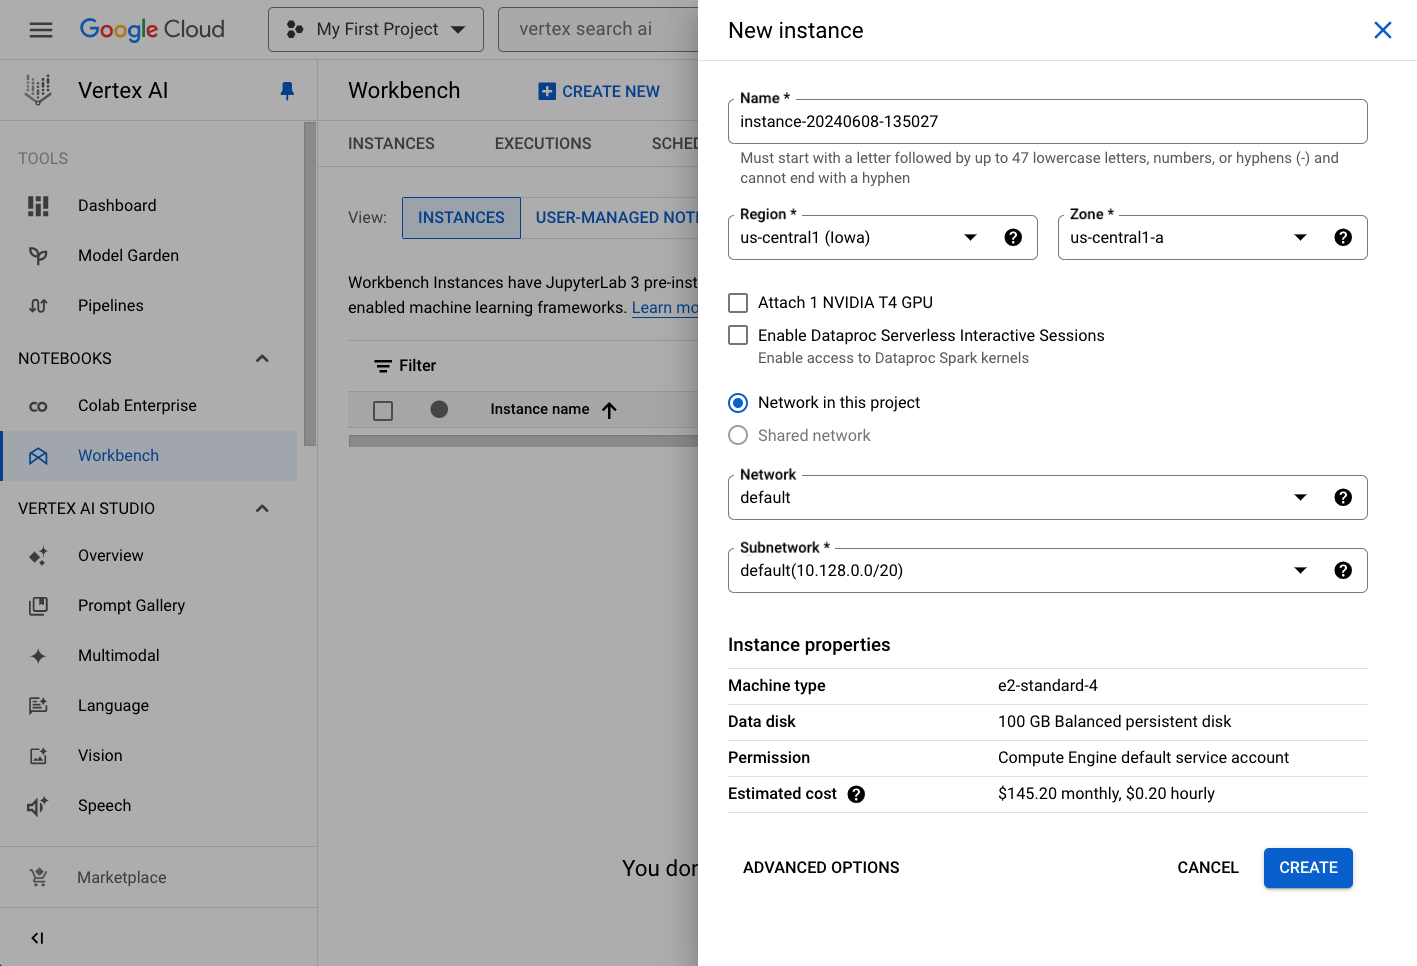 Google Cloud
My First Project
vertex search ai
Vertex AI
TOOLS
Dashboard
Model Garden
Pipelines
NOTEBOOKS
Colab Enterprise
Workbench
VERTEX AI STUDIO
Overview
Prompt Gallery
Multimodal
Language
Vision
Speech
Marketplace
Workbench
CREATE NEW
INSTANCES EXECUTIONS SCHED
View: INSTANCES USER-MANAGED NOT
Workbench Instances have JupyterLab 3 pre-inst
enabled machine learning frameworks. Learn mo
Filter
Instance name
You don
New instance
Name *
instance-20240608-135027
Must start with a letter followed by up to 47 lowercase letters, numbers, or hyphens (-) and
cannot end with a hyphen
Region *
us-central1 (Iowa)
Zone *
us-central1-a
Attach 1 NVIDIA T4 GPU
Enable Dataproc Serverless Interactive Sessions
Enable access to Dataproc Spark kernels
Network in this project
Shared network
Network
default
Subnetwork *
default(10.128.0.0/20)
Instance properties
Machine type e2-standard-4
Data disk 100 GB Balanced persistent disk
Permission Compute Engine default service account
Estimated cost $145.20 monthly, $0.20 hourly
ADVANCED OPTIONS CANCEL CREATE